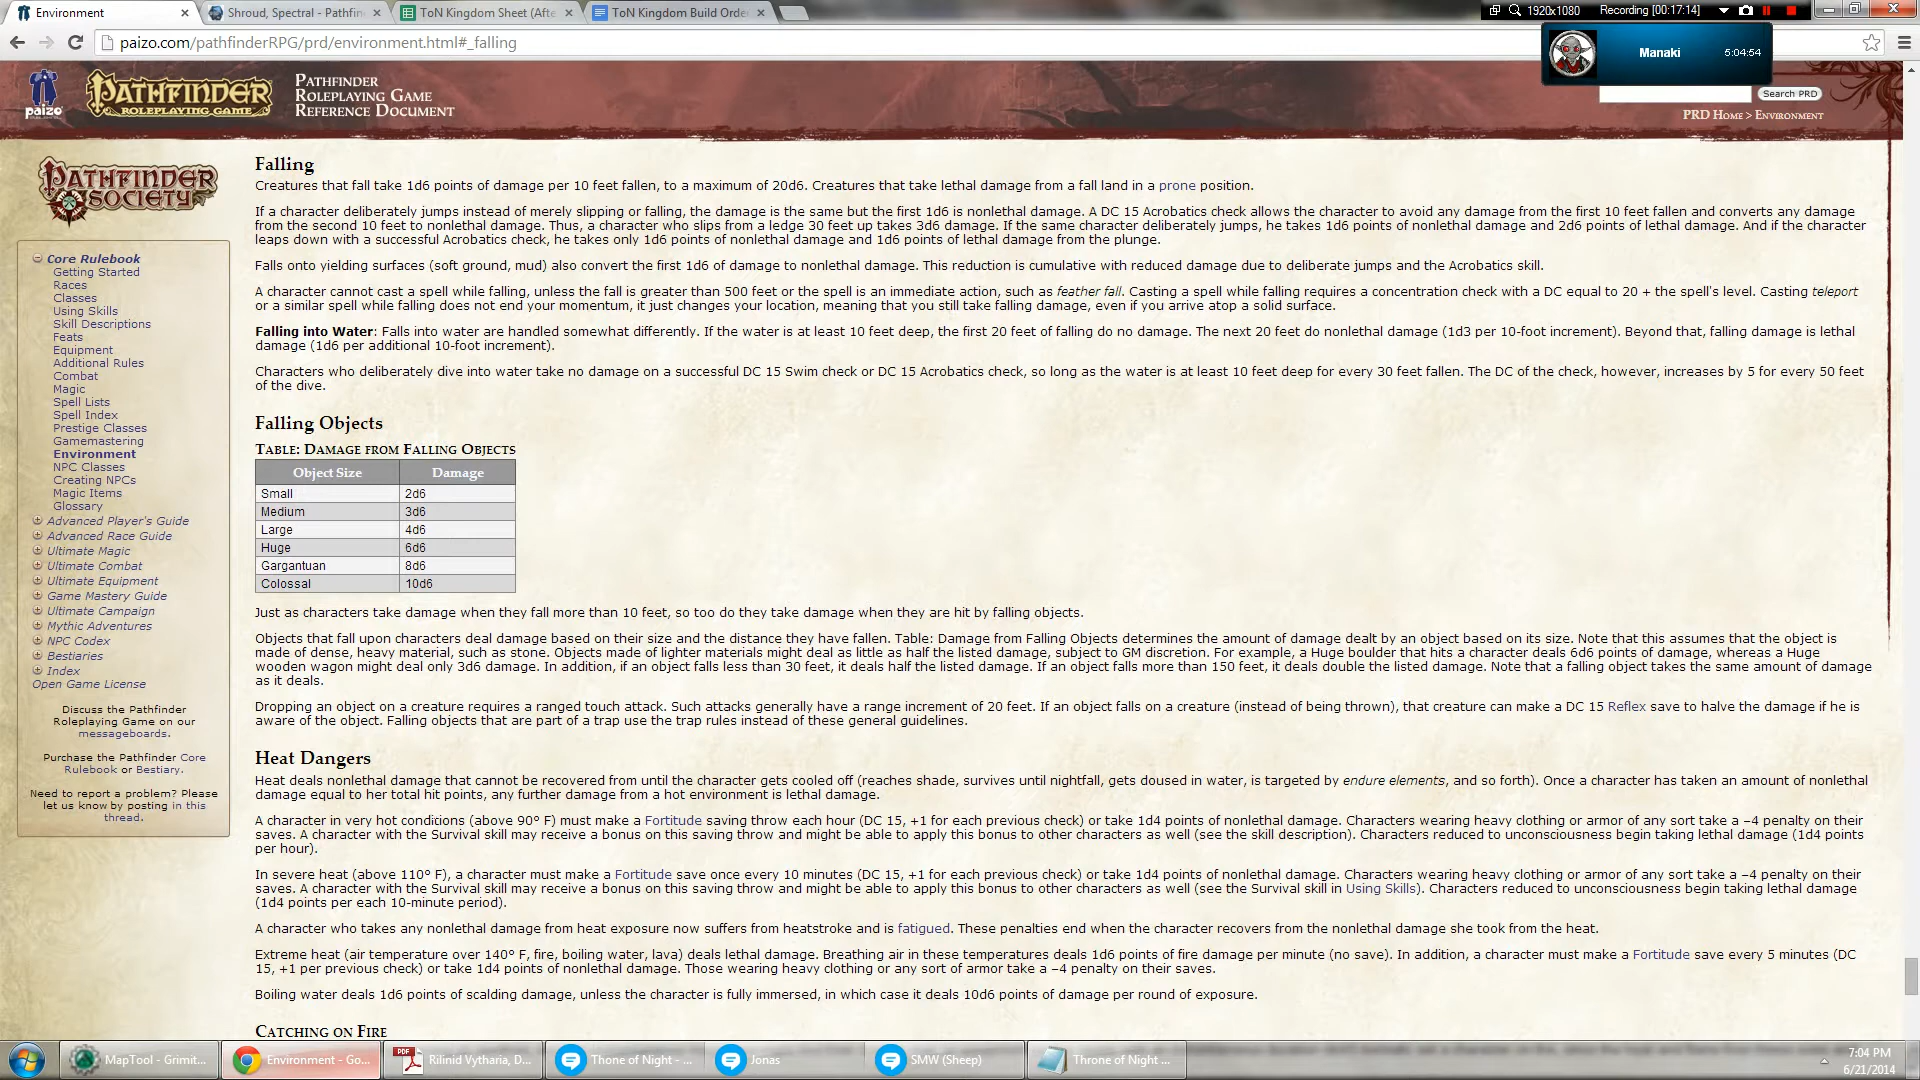 Environment
Shroud, Spectral - Pathfin
ToN Kingdom Sheet (Afte
ToN Kingdom Build Orde
1920x1080
Recording [00:17:14]
paizo.com/pathfinderRPG/prd/environment.html#_falling
Manaki
5:04:54
paizo
PATHFINDER
ROLEPLAYING GAME
PATHFINDER
ROLEPLAYING GAME
REFERENCE DOCUMENT
Search PRD
PRD HOME > ENVIRONMENT
PATHFINDER
SOCIETY
Core Rulebook
Getting Started
Races
Classes
Using Skills
Skill Descriptions
Feats
Equipment
Additional Rules
Combat
Magic
Spell Lists
Spell Index
Prestige Classes
Gamemastering
Environment
NPC Classes
Creating NPCs
Magic Items
Glossary
Advanced Player's Guide
Advanced Race Guide
Ultimate Magic
Ultimate Combat
Ultimate Equipment
Game Mastery Guide
Ultimate Campaign
Mythic Adventures
NPC Codex
Bestiaries
Index
Open Game License
Discuss the Pathfinder
Roleplaying Game on our
messageboards.
Purchase the Pathfinder Core
Rulebook or Bestiary.
Need to report a problem? Please
let us know by posting in this
thread.
Falling
Creatures that fall take 1d6 points of damage per 10 feet fallen, to a maximum of 20d6. Creatures that take lethal damage from a fall land in a prone position.
If a character deliberately jumps instead of merely slipping or falling, the damage is the same but the first 1d6 is nonlethal damage. A DC 15 Acrobatics check allows the character to avoid any damage from the first 10 feet fallen and converts any damage
from the second 10 feet to nonlethal damage. Thus, a character who slips from a ledge 30 feet up takes 3d6 damage. If the same character deliberately jumps, he takes 1d6 points of nonlethal damage and 2d6 points of lethal damage. And if the character
leaps down with a successful Acrobatics check, he takes only 1d6 points of nonlethal damage and 1d6 points of lethal damage from the plunge.
Falls onto yielding surfaces (soft ground, mud) also convert the first 1d6 of damage to nonlethal damage. This reduction is cumulative with reduced damage due to deliberate jumps and the Acrobatics skill.
A character cannot cast a spell while falling, unless the fall is greater than 500 feet or the spell is an immediate action, such as feather fall. Casting a spell while falling requires a concentration check with a DC equal to 20 + the spell's level. Casting teleport
or a similar spell while falling does not end your momentum, it just changes your location, meaning that you still take falling damage, even if you arrive atop a solid surface.
Falling into Water: Falls into water are handled somewhat differently. If the water is at least 10 feet deep, the first 20 feet of falling do no damage. The next 20 feet do nonlethal damage (1d3 per 10-foot increment). Beyond that, falling damage is lethal
damage (1d6 per additional 10-foot increment).
Characters who deliberately dive into water take no damage on a successful DC 15 Swim check or DC 15 Acrobatics check, so long as the water is at least 10 feet deep for every 30 feet fallen. The DC of the check, however, increases by 5 for every 50 feet
of the dive.
Falling Objects
TABLE: DAMAGE FROM FALLING OBJECTS
Object Size Damage
Small 2d6
Medium 3d6
Large 4d6
Huge 6d6
Gargantuan 8d6
Colossal 10d6
Just as characters take damage when they fall more than 10 feet, so too do they take damage when they are hit by falling objects.
Objects that fall upon characters deal damage based on their size and the distance they have fallen. Table: Damage from Falling Objects determines the amount of damage dealt by an object based on its size. Note that this assumes that the object is
made of dense, heavy material, such as stone. Objects made of lighter materials might deal as little as half the listed damage, subject to GM discretion. For example, a Huge boulder that hits a character deals 6d6 points of damage, whereas a Huge
wooden wagon might deal only 3d6 damage. In addition, if an object falls less than 30 feet, it deals half the listed damage. If an object falls more than 150 feet, it deals double the listed damage. Note that a falling object takes the same amount of damage
as it deals.
Dropping an object on a creature requires a ranged touch attack. Such attacks generally have a range increment of 20 feet. If an object falls on a creature (instead of being thrown), that creature can make a DC 15 Reflex save to halve the damage if he is
aware of the object. Falling objects that are part of a trap use the trap rules instead of these general guidelines.
Heat Dangers
Heat deals nonlethal damage that cannot be recovered from until the character gets cooled off (reaches shade, survives until nightfall, gets doused in water, is targeted by endure elements, and so forth). Once a character has taken an amount of nonlethal
damage equal to her total hit points, any further damage from a hot environment is lethal damage.
A character in very hot conditions (above 90° F) must make a Fortitude saving throw each hour (DC 15, +1 for each previous check) or take 1d4 points of nonlethal damage. Characters wearing heavy clothing or armor of any sort take a –4 penalty on their
saves. A character with the Survival skill may receive a bonus on this saving throw and might be able to apply this bonus to other characters as well (see the skill description). Characters reduced to unconsciousness begin taking lethal damage (1d4 points
per hour).
In severe heat (above 110° F), a character must make a Fortitude save once every 10 minutes (DC 15, +1 for each previous check) or take 1d4 points of nonlethal damage. Characters wearing heavy clothing or armor of any sort take a –4 penalty on their
saves. A character with the Survival skill may receive a bonus on this saving throw and might be able to apply this bonus to other characters as well (see the Survival skill in Using Skills). Characters reduced to unconsciousness begin taking lethal damage
(1d4 points per each 10-minute period).
A character who takes any nonlethal damage from heat exposure now suffers from heatstroke and is fatigued. These penalties end when the character recovers from the nonlethal damage she took from the heat.
Extreme heat (air temperature over 140° F, fire, boiling water, lava) deals lethal damage. Breathing air in these temperatures deals 1d6 points of fire damage per minute (no save). In addition, a character must make a Fortitude save every 5 minutes (DC
15, +1 per previous check) or take 1d4 points of nonlethal damage. Those wearing heavy clothing or any sort of armor take a –4 penalty on their saves.
Boiling water deals 1d6 points of scalding damage, unless the character is fully immersed, in which case it deals 10d6 points of damage per round of exposure.
CATCHING ON FIRE
MapTool - Grimit...
Environment - Go...
PDF
Rilinid Vytharia, D...
Thone of Night - ...
Jonas
SMW (Sheep)
Throne of Night ...
7:04 PM
6/21/2014